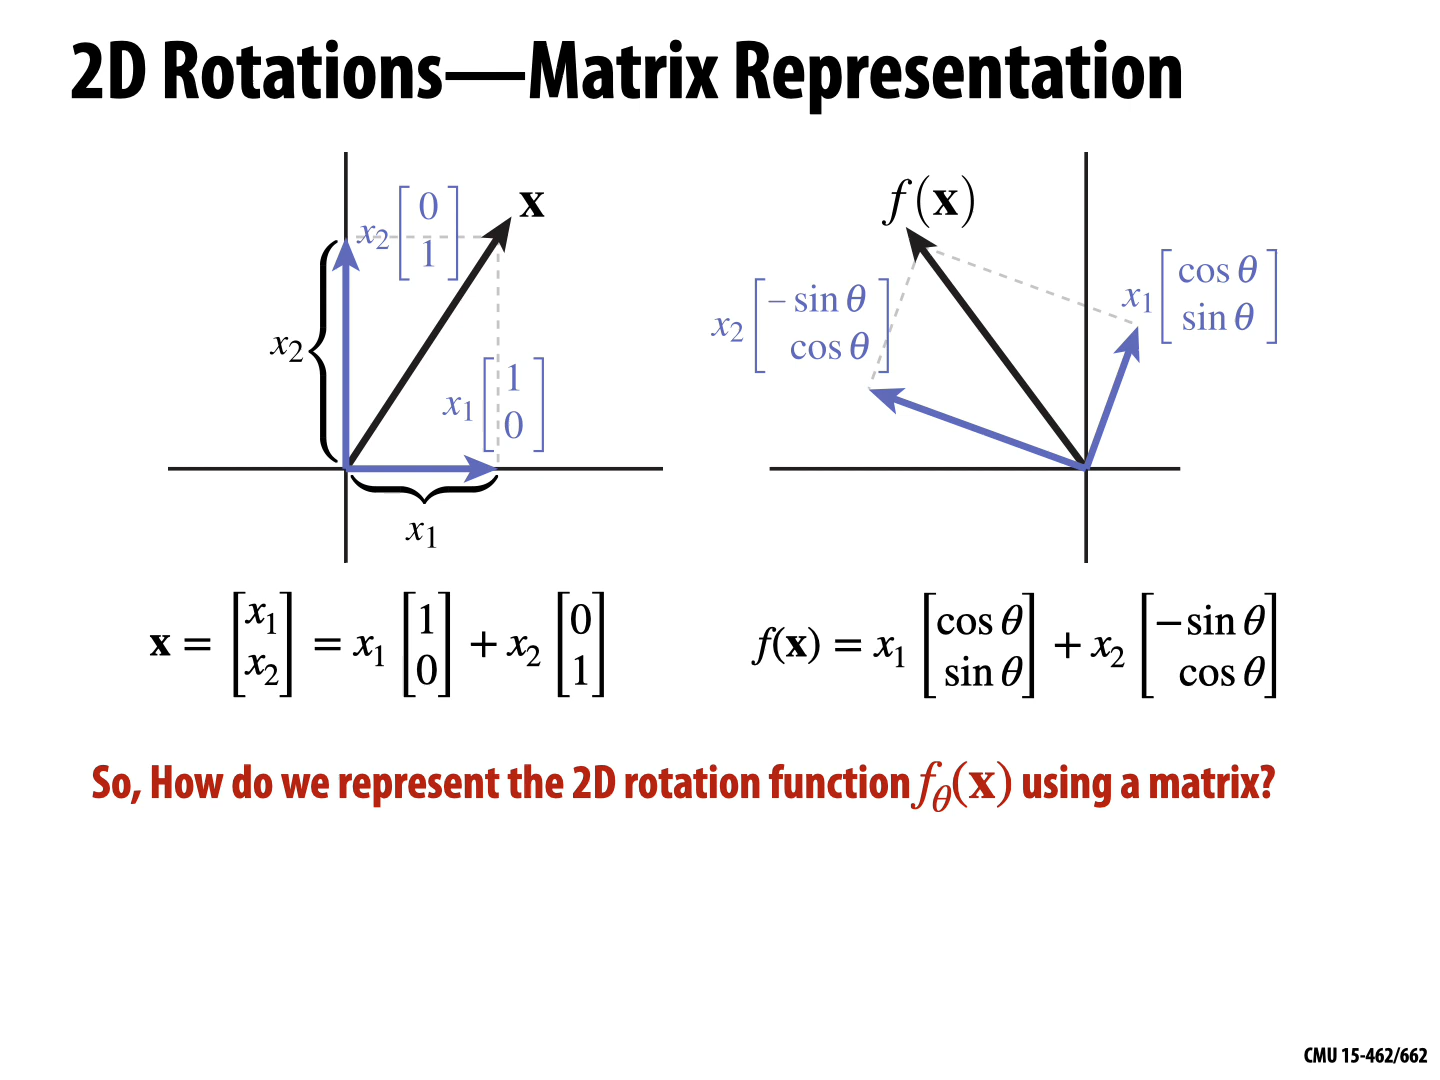 2D Rotations—Matrix Representation
x₂ [0 1]
x
x₂
x₁ [1 0]
x₁
f(x)
x₁ [cos θ sin θ]
x₂ [– sin θ cos θ]
x = [x₁ x₂] = x₁ [1 0] + x₂ [0 1]
f(x) = x₁ [cos θ sin θ] + x₂ [−sin θ cos θ]
So, How do we represent the 2D rotation function f_θ(x) using a matrix?
CMU 15-462/662